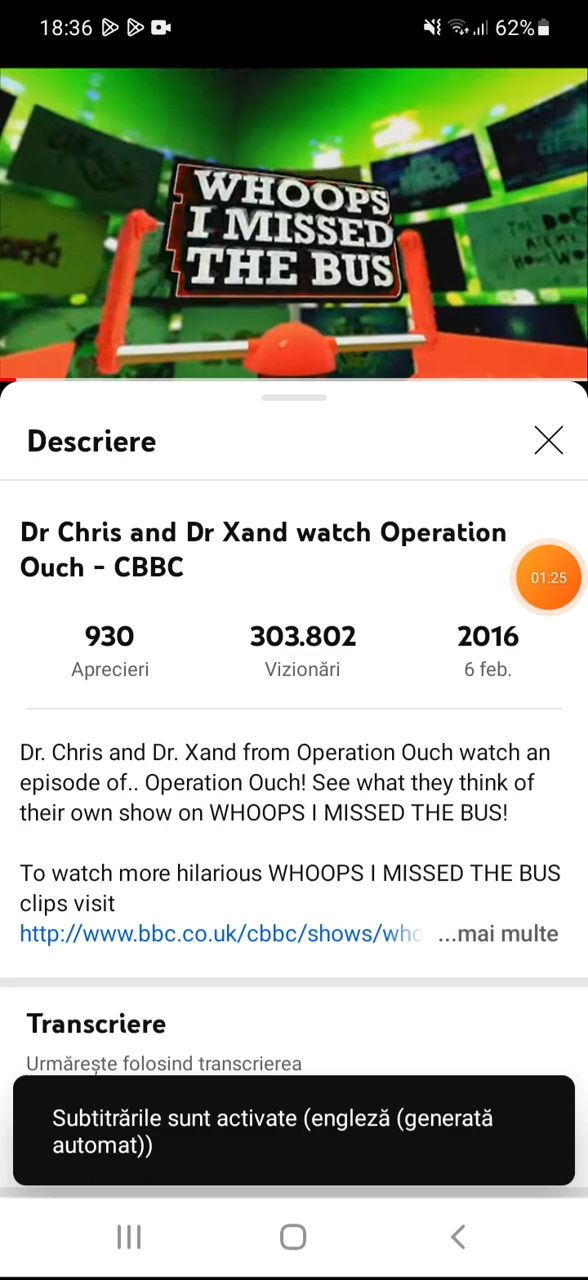 18:36
62%
WHOOPS
I MISSED
THE BUS
Descriere
Dr Chris and Dr Xand watch Operation
Ouch - CBBC
01:25
930
303.802
2016
Aprecieri
Vizionări
6 feb.
Dr. Chris and Dr. Xand from Operation Ouch watch an
episode of.. Operation Ouch! See what they think of
their own show on WHOOPS I MISSED THE BUS!
To watch more hilarious WHOOPS I MISSED THE BUS
clips visit
http://www.bbc.co.uk/cbbc/shows/who ...mai multe
Transcriere
Urmărește folosind transcrierea
Subtitrările sunt activate (engleză (generată
automat))